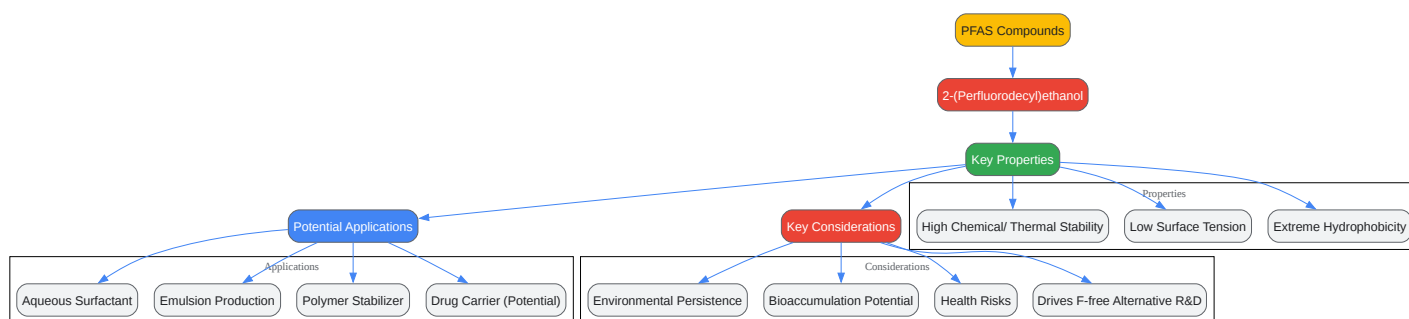 PFAS Compounds
2-(Perfluorodecyl)ethanol
Key Properties
Properties
Potential Applications
Key Considerations
High Chemical/ Thermal Stability
Low Surface Tension
Extreme Hydrophobicity
Applications
Considerations
Aqueous Surfactant
Emulsion Production
Polymer Stabilizer
Drug Carrier (Potential)
Environmental Persistence
Bioaccumulation Potential
Health Risks
Drives F-free Alternative R&D